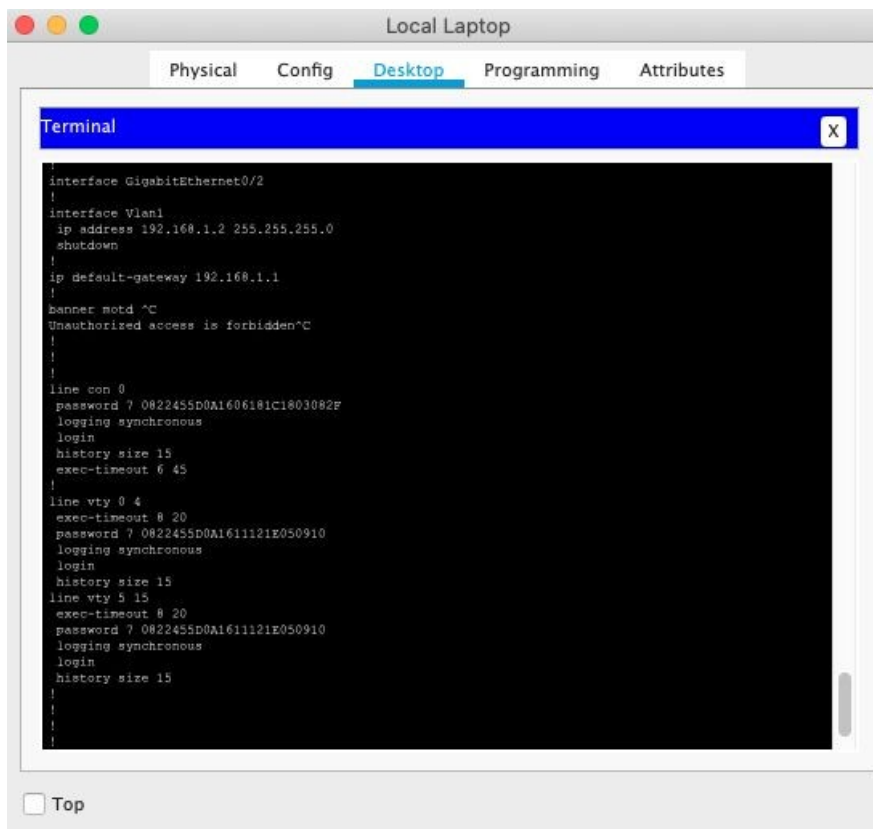 Local Laptop
Physical Config Desktop Programming Attributes
Terminal
X
!
interface GigabitEthernet0/2
!
interface Vlan1
ip address 192.168.1.2 255.255.255.0
shutdown
!
ip default-gateway 192.168.1.1
!
banner motd ^C
Unauthorized access is forbidden^C
!
!
!
line con 0
password 7 0822455D0A1606181C1803082F
logging synchronous
login
history size 15
exec-timeout 6 45
!
line vty 0 4
exec-timeout 8 20
password 7 0822455D0A1611121E050910
logging synchronous
login
history size 15
line vty 5 15
exec-timeout 8 20
password 7 0822455D0A1611121E050910
logging synchronous
login
history size 15
!
!
!
!
Top